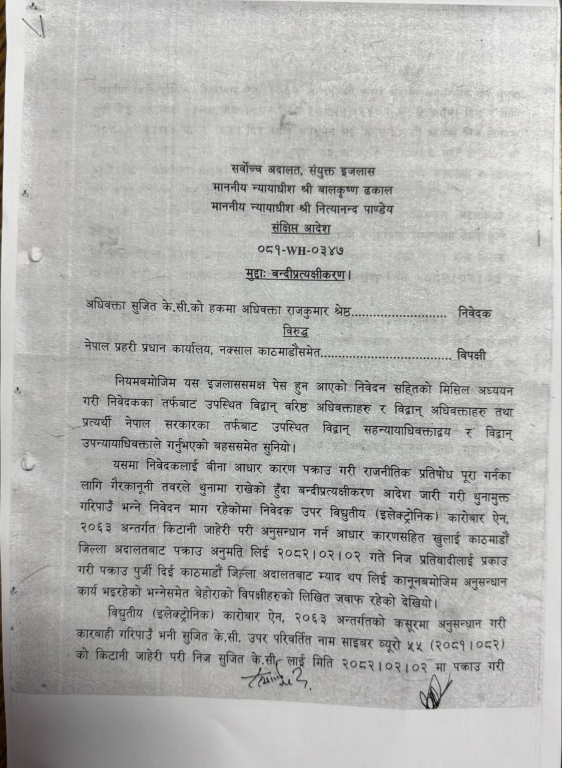 सर्वोच्च अदालत, संयुक्त इजलास
माननीय न्यायाधीश श्री बालकृष्ण ढकाल
माननीय न्यायाधीश श्री नित्यानन्द पाण्डेय
संक्षिप्त आदेश
०८१-WH-०३४७
मुद्दाः बन्दीप्रत्यक्षीकरण।
अधिवक्ता सुजित के.सी.को हकमा अधिवक्ता राजकुमार श्रेष्ठ.......................... निवेदक
विरुद्ध
नेपाल प्रहरी प्रधान कार्यालय, नक्साल काठमाडौंसमेत.................................... विपक्षी
नियमबमोजिम यस इजलाससमक्ष पेस हुन आएको निवेदन सहितको मिसिल अध्ययन
गरी निवेदकका तर्फबाट उपस्थित विद्वान् वरिष्ठ अधिवक्ताहरु र विद्वान् अधिवक्ताहरु तथा
प्रत्यर्थी नेपाल सरकारका तर्फबाट उपस्थित विद्वान् सहन्यायाधिवक्ताद्वय र विद्वान्
उपन्यायाधिवक्ताले गर्नुभएको बहससमेत सुनियो।
यसमा निवेदकलाई बीना आधार कारण पक्राउ गरी राजनीतिक प्रतिषोध पूरा गर्नका
लागि गैरकानूनी तवरले थुनामा राखेको हुँदा बन्दीप्रत्यक्षीकरण आदेश जारी गरी थुनामुक्त
गरिपाउँ भन्ने निवेदन माग रहेकोमा निवेदक उपर विद्युतीय (इलेक्ट्रोनिक) कारोबार ऐन,
२०६३ अन्तर्गत किटानी जाहेरी परी अनुसन्धान गर्न आधार कारणसहित खुलाई काठमाडौं
जिल्ला अदालतबाट पक्राउ अनुमति लिई २०८२।०२।०२ गते निज प्रतिवादीलाई प्रकाउ
गरी पक्राउ पुर्जी दिई काठमाडौं जिल्ला अदालतबाट म्याद थप लिई कानूनबमोजिम अनुसन्धान
कार्य भइरहेको भन्नेसमेत बेहोराको विपक्षीहरुको लिखित जवाफ रहेको देखियो।
विद्युतीय (इलेक्ट्रोनिक) कारोबार ऐन, २०६३ अन्तर्गतको कसूरमा अनुसन्धान गरी
कारबाही गरिपाउँ भनी सुजित के.सी. उपर परिवर्तित नाम साइबर ब्यूरो ५५ (२०८१।०८२)
को किटानी जाहेरी परी निज सुजित के.सी. लाई मिति २०८२।०२।०२ मा पकाउ गरी